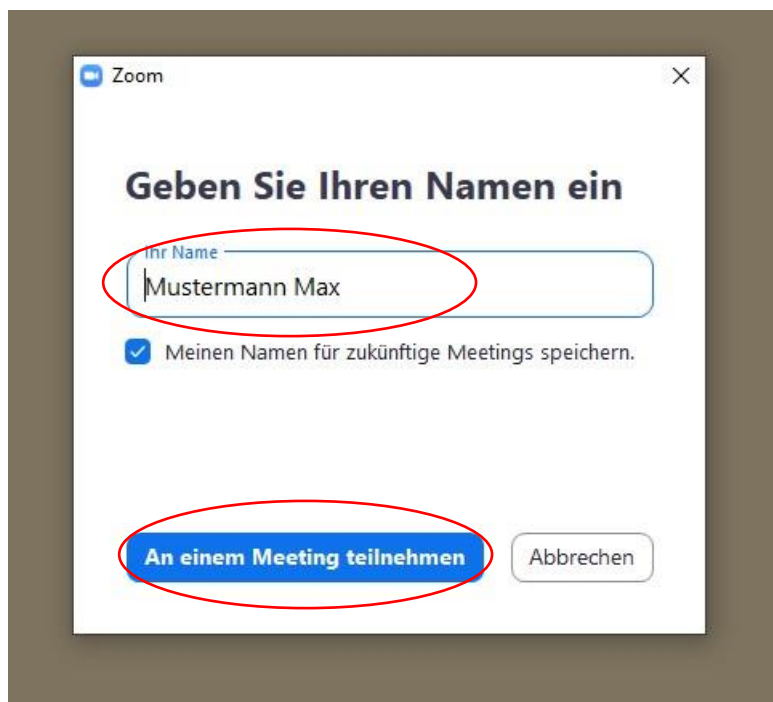 Zoom
Geben Sie Ihren Namen ein
Ihr Name
Mustermann Max
Meinen Namen für zukünftige Meetings speichern.
An einem Meeting teilnehmen
Abbrechen